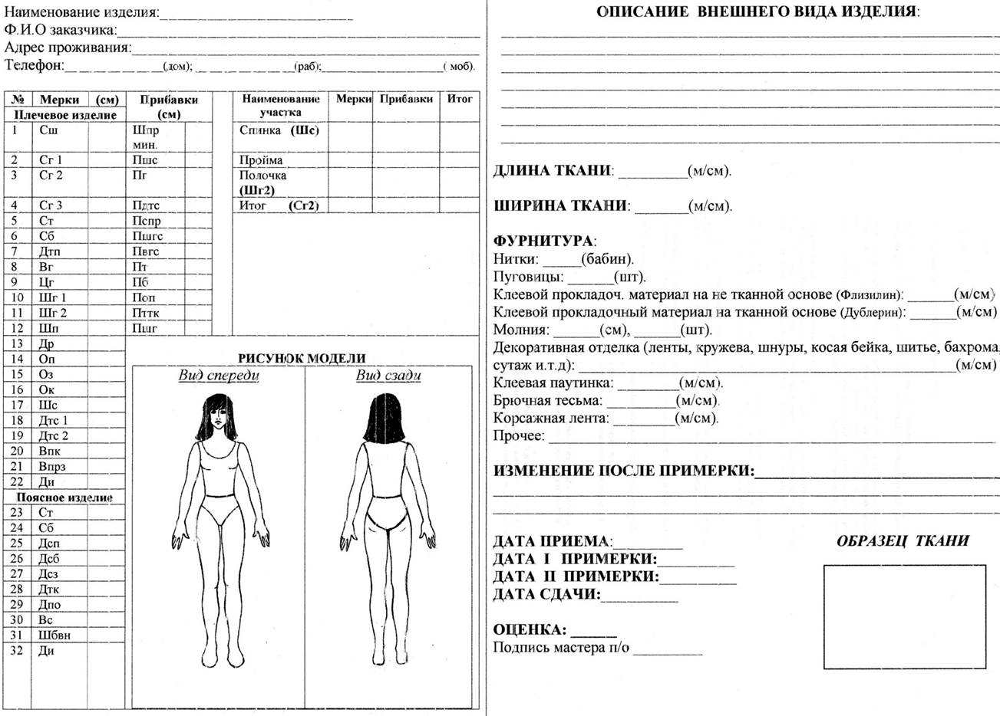 Наименование изделия:
Ф.И.О заказчика:
Адрес проживания:
Телефон: (дом); (раб); ( моб).
№ Мерки (см) Прибавки (см)
Плечевое изделие
1 Сш Шпр мин.
2 Сг 1 Пшс
3 Сг 2 Пг
4 Сг 3 Пдтс
5 Ст Пспр
6 Сб Пшгс
7 Дтп Пвгс
8 Вг Пт
9 Цг Пб
10 Шг 1 Поп
11 Шг 2 Пттк
12 Шп Пшг
13 Др
14 Оп
15 Оз
16 Ок
17 Шс
18 Дтс 1
19 Дтс 2
20 Впк
21 Впрз
22 Ди
Поясное изделие
23 Ст
24 Сб
25 Дсп
26 Дсб
27 Дсз
28 Дтк
29 Дпо
30 Вс
31 Шбвн
32 Ди
Наименование участка Мерки Прибавки Итог
Спинка (Шс)
Пройма
Полочка
(Шг2)
Итог (Сг2)
РИСУНОК МОДЕЛИ
Вид спереди Вид сзади
ОПИСАНИЕ ВНЕШНЕГО ВИДА ИЗДЕЛИЯ:
ДЛИНА ТКАНИ: (м/см).
ШИРИНА ТКАНИ: (м/см).
ФУРНИТУРА:
Нитки: (бабин).
Пуговицы: (шт).
Клеевой прокладоч. материал на не тканной основе (Флизилин): (м/см)
Клеевой прокладочный материал на тканной основе (Дублерин): (м/см)
Молния: (см), (шт).
Декоративная отделка (ленты, кружева, шнуры, косая бейка, шитье, бахрома,
сутаж и.т.д): (м/см)
Клеевая паутинка: (м/см).
Брючная тесьма: (м/см).
Корсажная лента: (м/см).
Прочее:
ИЗМЕНЕНИЕ ПОСЛЕ ПРИМЕРКИ:
ДАТА ПРИЕМА:
ДАТА I ПРИМЕРКИ:
ДАТА II ПРИМЕРКИ:
ДАТА СДАЧИ:
ОЦЕНКА:
Подпись мастера п/о
ОБРАЗЕЦ ТКАНИ